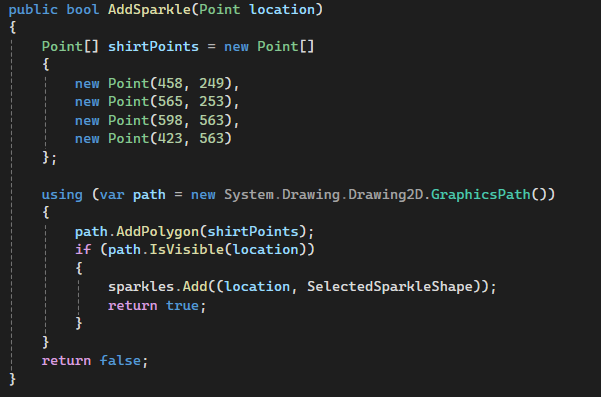 public bool AddSparkle(Point location)
{
    Point[] shirtPoints = new Point[]
    {
        new Point(458, 249),
        new Point(565, 253),
        new Point(598, 563),
        new Point(423, 563)
    };

    using (var path = new System.Drawing.Drawing2D.GraphicsPath())
    {
        path.AddPolygon(shirtPoints);
        if (path.IsVisible(location))
        {
            sparkles.Add((location, SelectedSparkleShape));
            return true;
        }
    }
    return false;
}